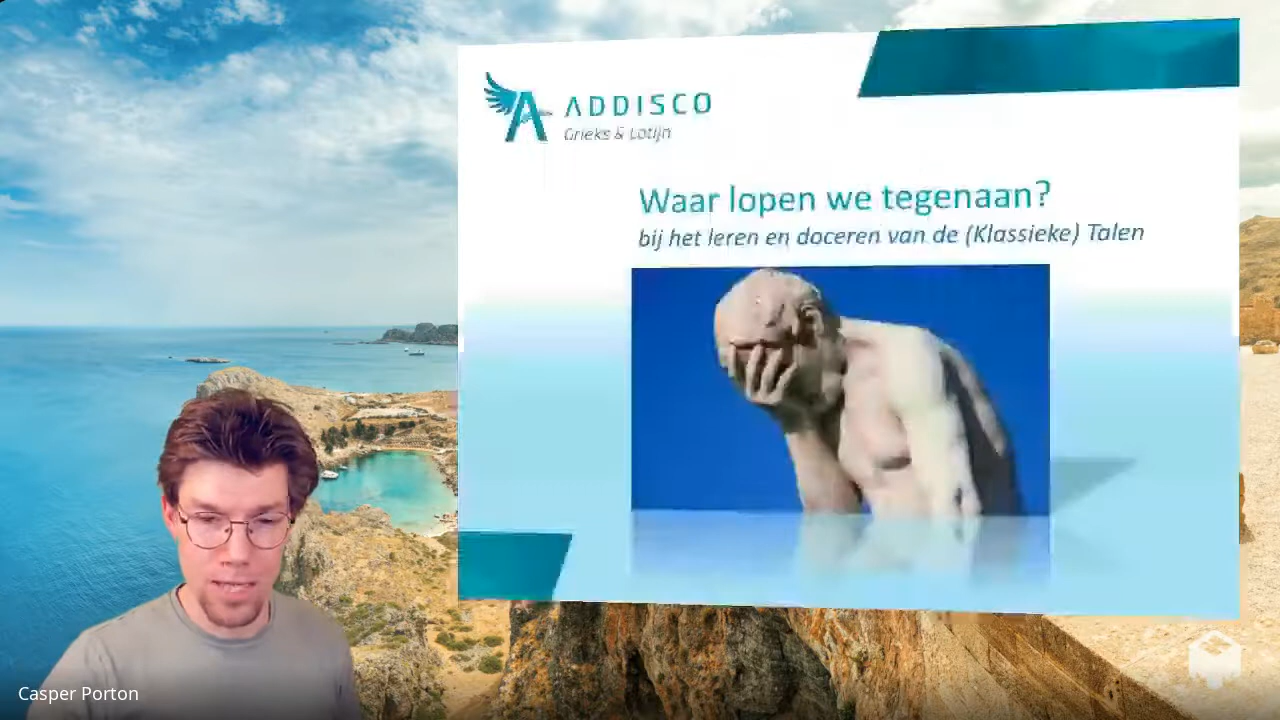 ADDISCO
Grieks & Latijn
Waar lopen we tegenaan?
bij het leren en doceren van de (Klassieke) Talen
Casper Porton